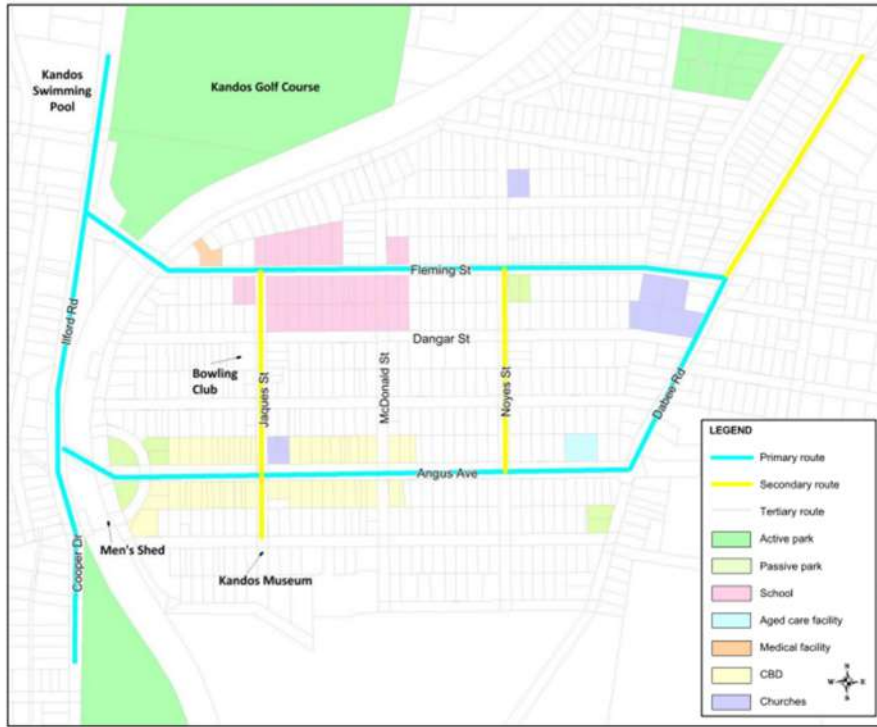 Kandos
Swimming
Pool
Kandos Golf Course
Fleming St
Ilford Rd
Dangar St
Bowling
Club
Jaques St
McDonald St
Noyes St
Dabee Rd
Angus Ave
Men's Shed
Cooper Dr
Kandos Museum
LEGEND
Primary route
Secondary route
Tertiary route
Active park
Passive park
School
Aged care facility
Medical facility
CBD
Churches
N
W E
S